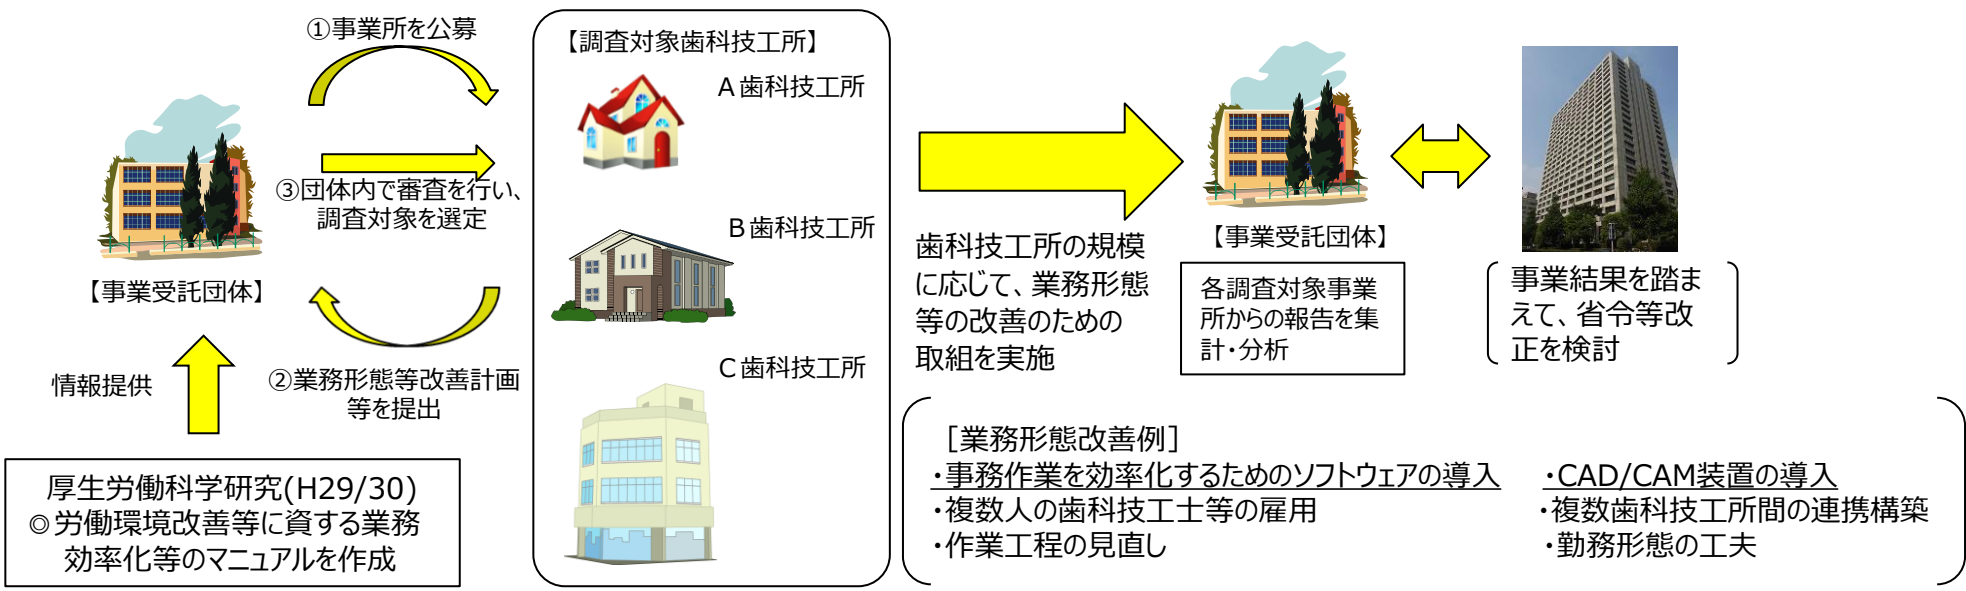 ①事業所を公募
③団体内で審査を行い、
調査対象を選定
【事業受託団体】
②業務形態等改善計画
等を提出
情報提供
厚生労働科学研究(H29/30)
◎労働環境改善等に資する業務
効率化等のマニュアルを作成
【調査対象歯科技工所】
A歯科技工所
B歯科技工所
C歯科技工所
歯科技工所の規模
に応じて、業務形態
等の改善のための
取組を実施
【事業受託団体】
各調査対象事業
所からの報告を集
計・分析
事業結果を踏ま
えて、省令等改
正を検討
［業務形態改善例］
・事務作業を効率化するためのソフトウェアの導入
・複数人の歯科技工士等の雇用
・作業工程の見直し
・CAD/CAM装置の導入
・複数歯科技工所間の連携構築
・勤務形態の工夫